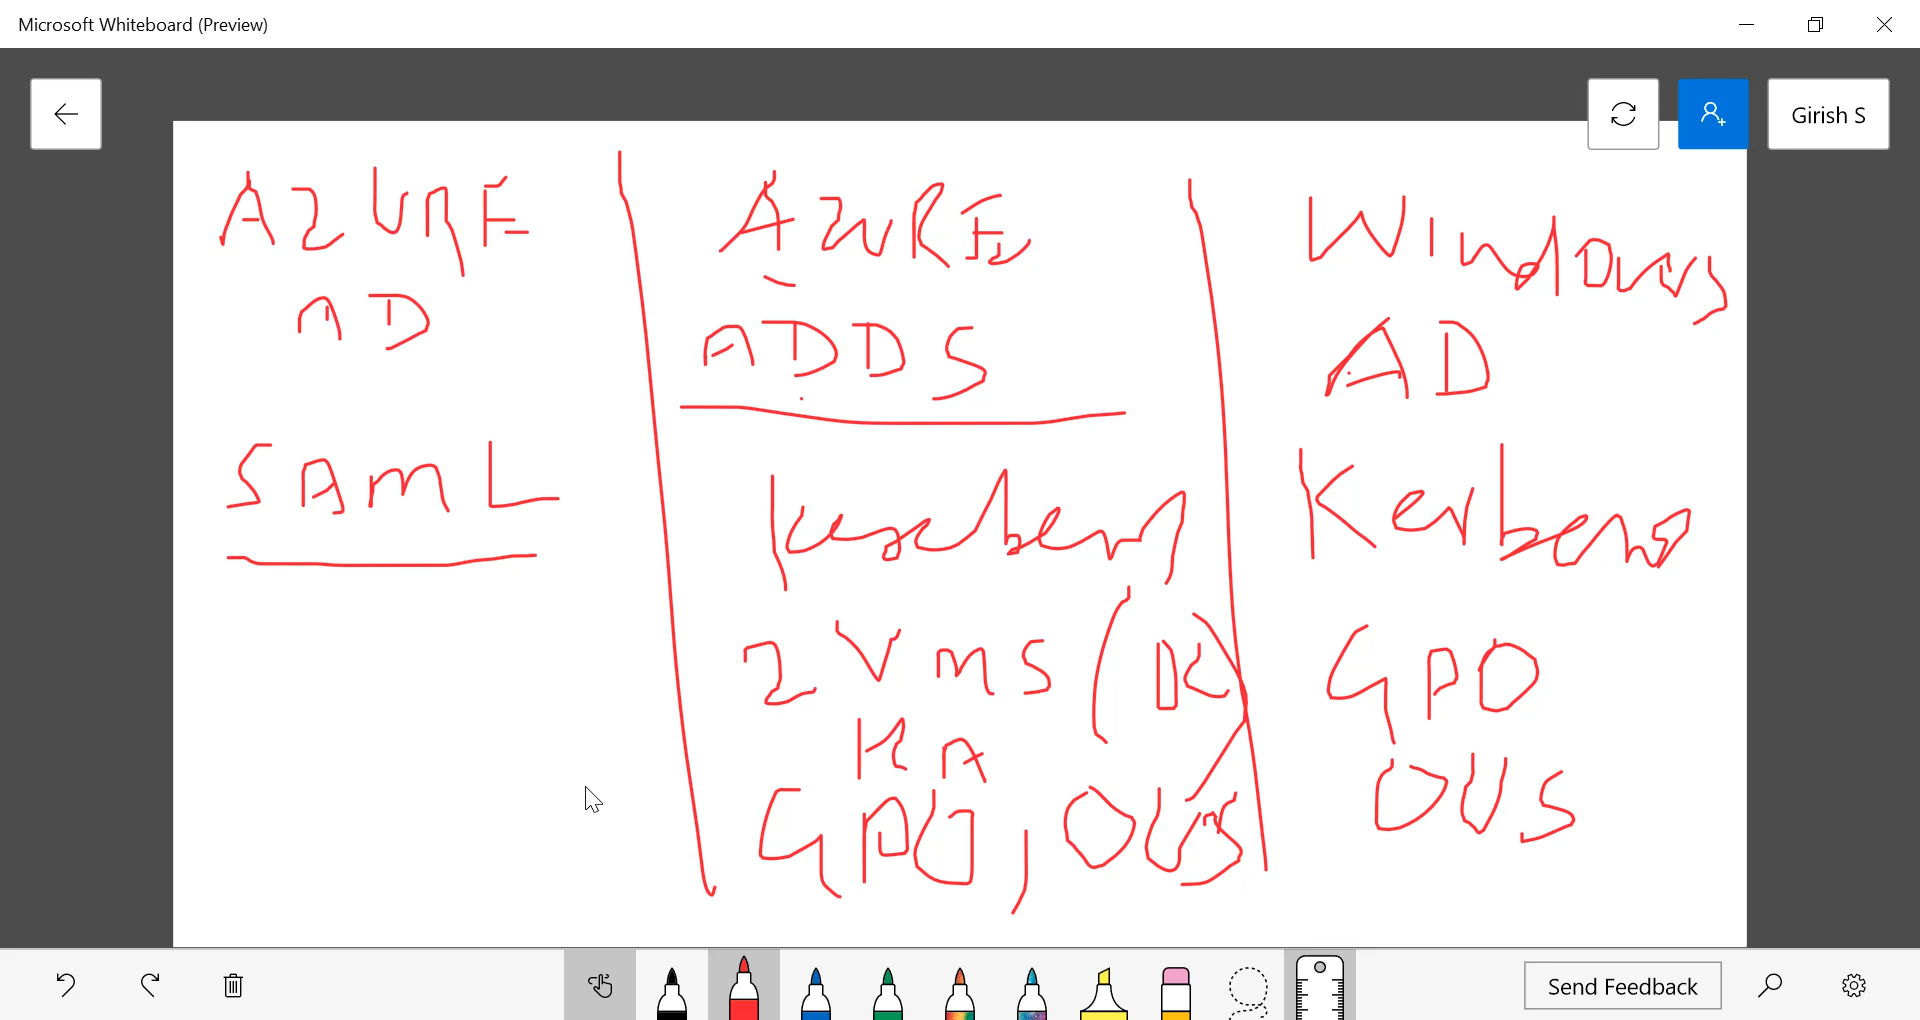 Microsoft Whiteboard (Preview)
Girish S
AZURE
AD
SAML
AZURE
ADDS
Kerberos
2 VMS (DC)
HA
GPO, OUS
Windows
AD
Kerberos
GPO
OUS
Send Feedback